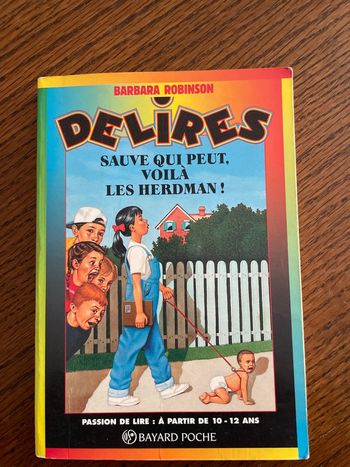 BARBARA ROBINSON
DELIRES
SAUVE QUI PEUT,
VOILÀ
LES HERDMAN !
PASSION DE LIRE : À PARTIR DE 10 - 12 ANS
BAYARD POCHE